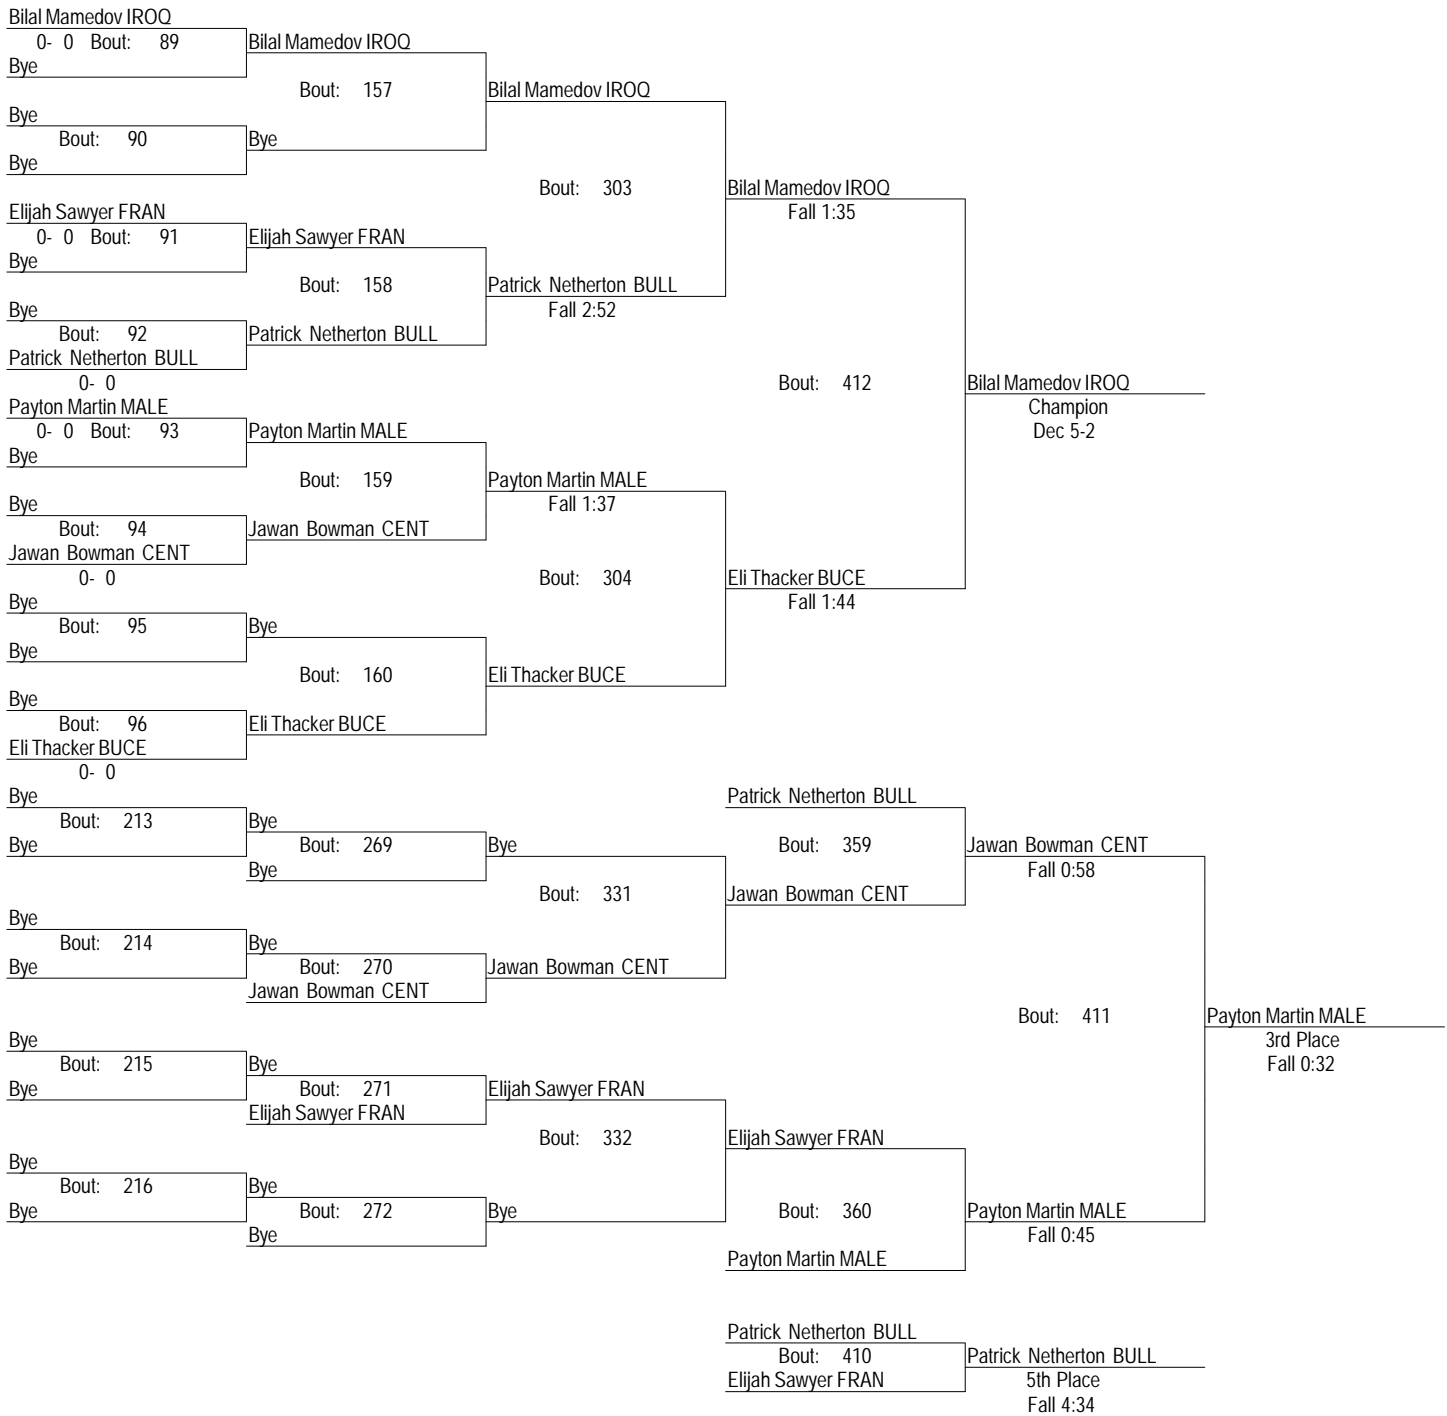 Bilal Mamedov IROQ
0- 0 Bout: 89 Bilal Mamedov IROQ
Bye
Bout: 157 Bilal Mamedov IROQ
Bye
Bout: 90 Bye
Bye
Bout: 303 Bilal Mamedov IROQ
Elijah Sawyer FRAN Fall 1:35
0- 0 Bout: 91 Elijah Sawyer FRAN
Bye
Bout: 158 Patrick Netherton BULL
Bye Fall 2:52
Bout: 92 Patrick Netherton BULL
Patrick Netherton BULL
0- 0 Bout: 412 Bilal Mamedov IROQ
Payton Martin MALE Champion
0- 0 Bout: 93 Payton Martin MALE Dec 5-2
Bye
Bout: 159 Payton Martin MALE
Bye Fall 1:37
Bout: 94 Jawan Bowman CENT
Jawan Bowman CENT
0- 0 Bout: 304 Eli Thacker BUCE
Bye Fall 1:44
Bout: 95 Bye
Bye
Bout: 160 Eli Thacker BUCE
Bye
Bout: 96 Eli Thacker BUCE
Eli Thacker BUCE
0- 0
Bye Patrick Netherton BULL
Bout: 213 Bye
Bye Bout: 269 Bye Bout: 359 Jawan Bowman CENT
Bye Fall 0:58
Bout: 331 Jawan Bowman CENT
Bye
Bout: 214 Bye
Bye Bout: 270 Jawan Bowman CENT
Jawan Bowman CENT
Bout: 411 Payton Martin MALE
Bye 3rd Place
Bout: 215 Bye Fall 0:32
Bye Bout: 271 Elijah Sawyer FRAN
Elijah Sawyer FRAN
Bout: 332 Elijah Sawyer FRAN
Bye
Bout: 216 Bye
Bye Bout: 272 Bye Bout: 360 Payton Martin MALE
Bye Fall 0:45
Payton Martin MALE
Patrick Netherton BULL
Bout: 410 Patrick Netherton BULL
Elijah Sawyer FRAN 5th Place
Fall 4:34